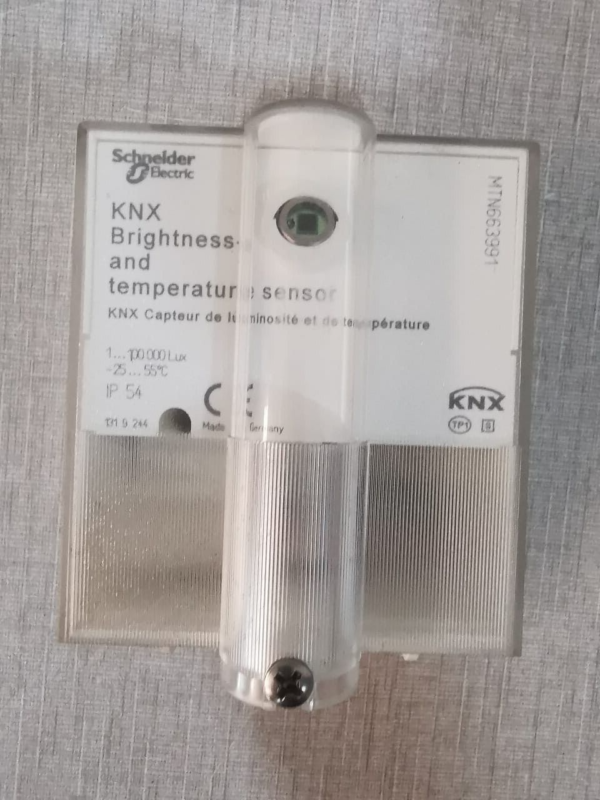 Schneider
Electric
KNX
Brightness-
and
temperature sensor
KNX Capteur de luminosité et de température
1...100 000 Lux
-25...55°C
IP 54
CE
Made Germany
MTN663991
KNX
TP1
S